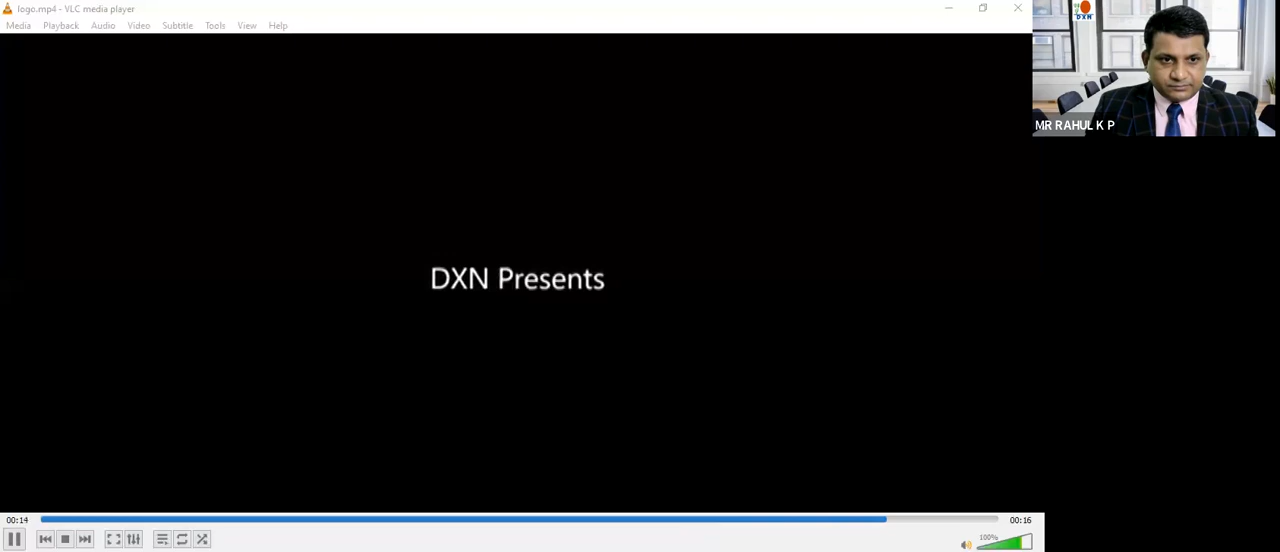 logo.mp4 - VLC media player
Media Playback Audio Video Subtitle Tools View Help
DXN
MR RAHUL K P
DXN Presents
00:14 00:16
100%